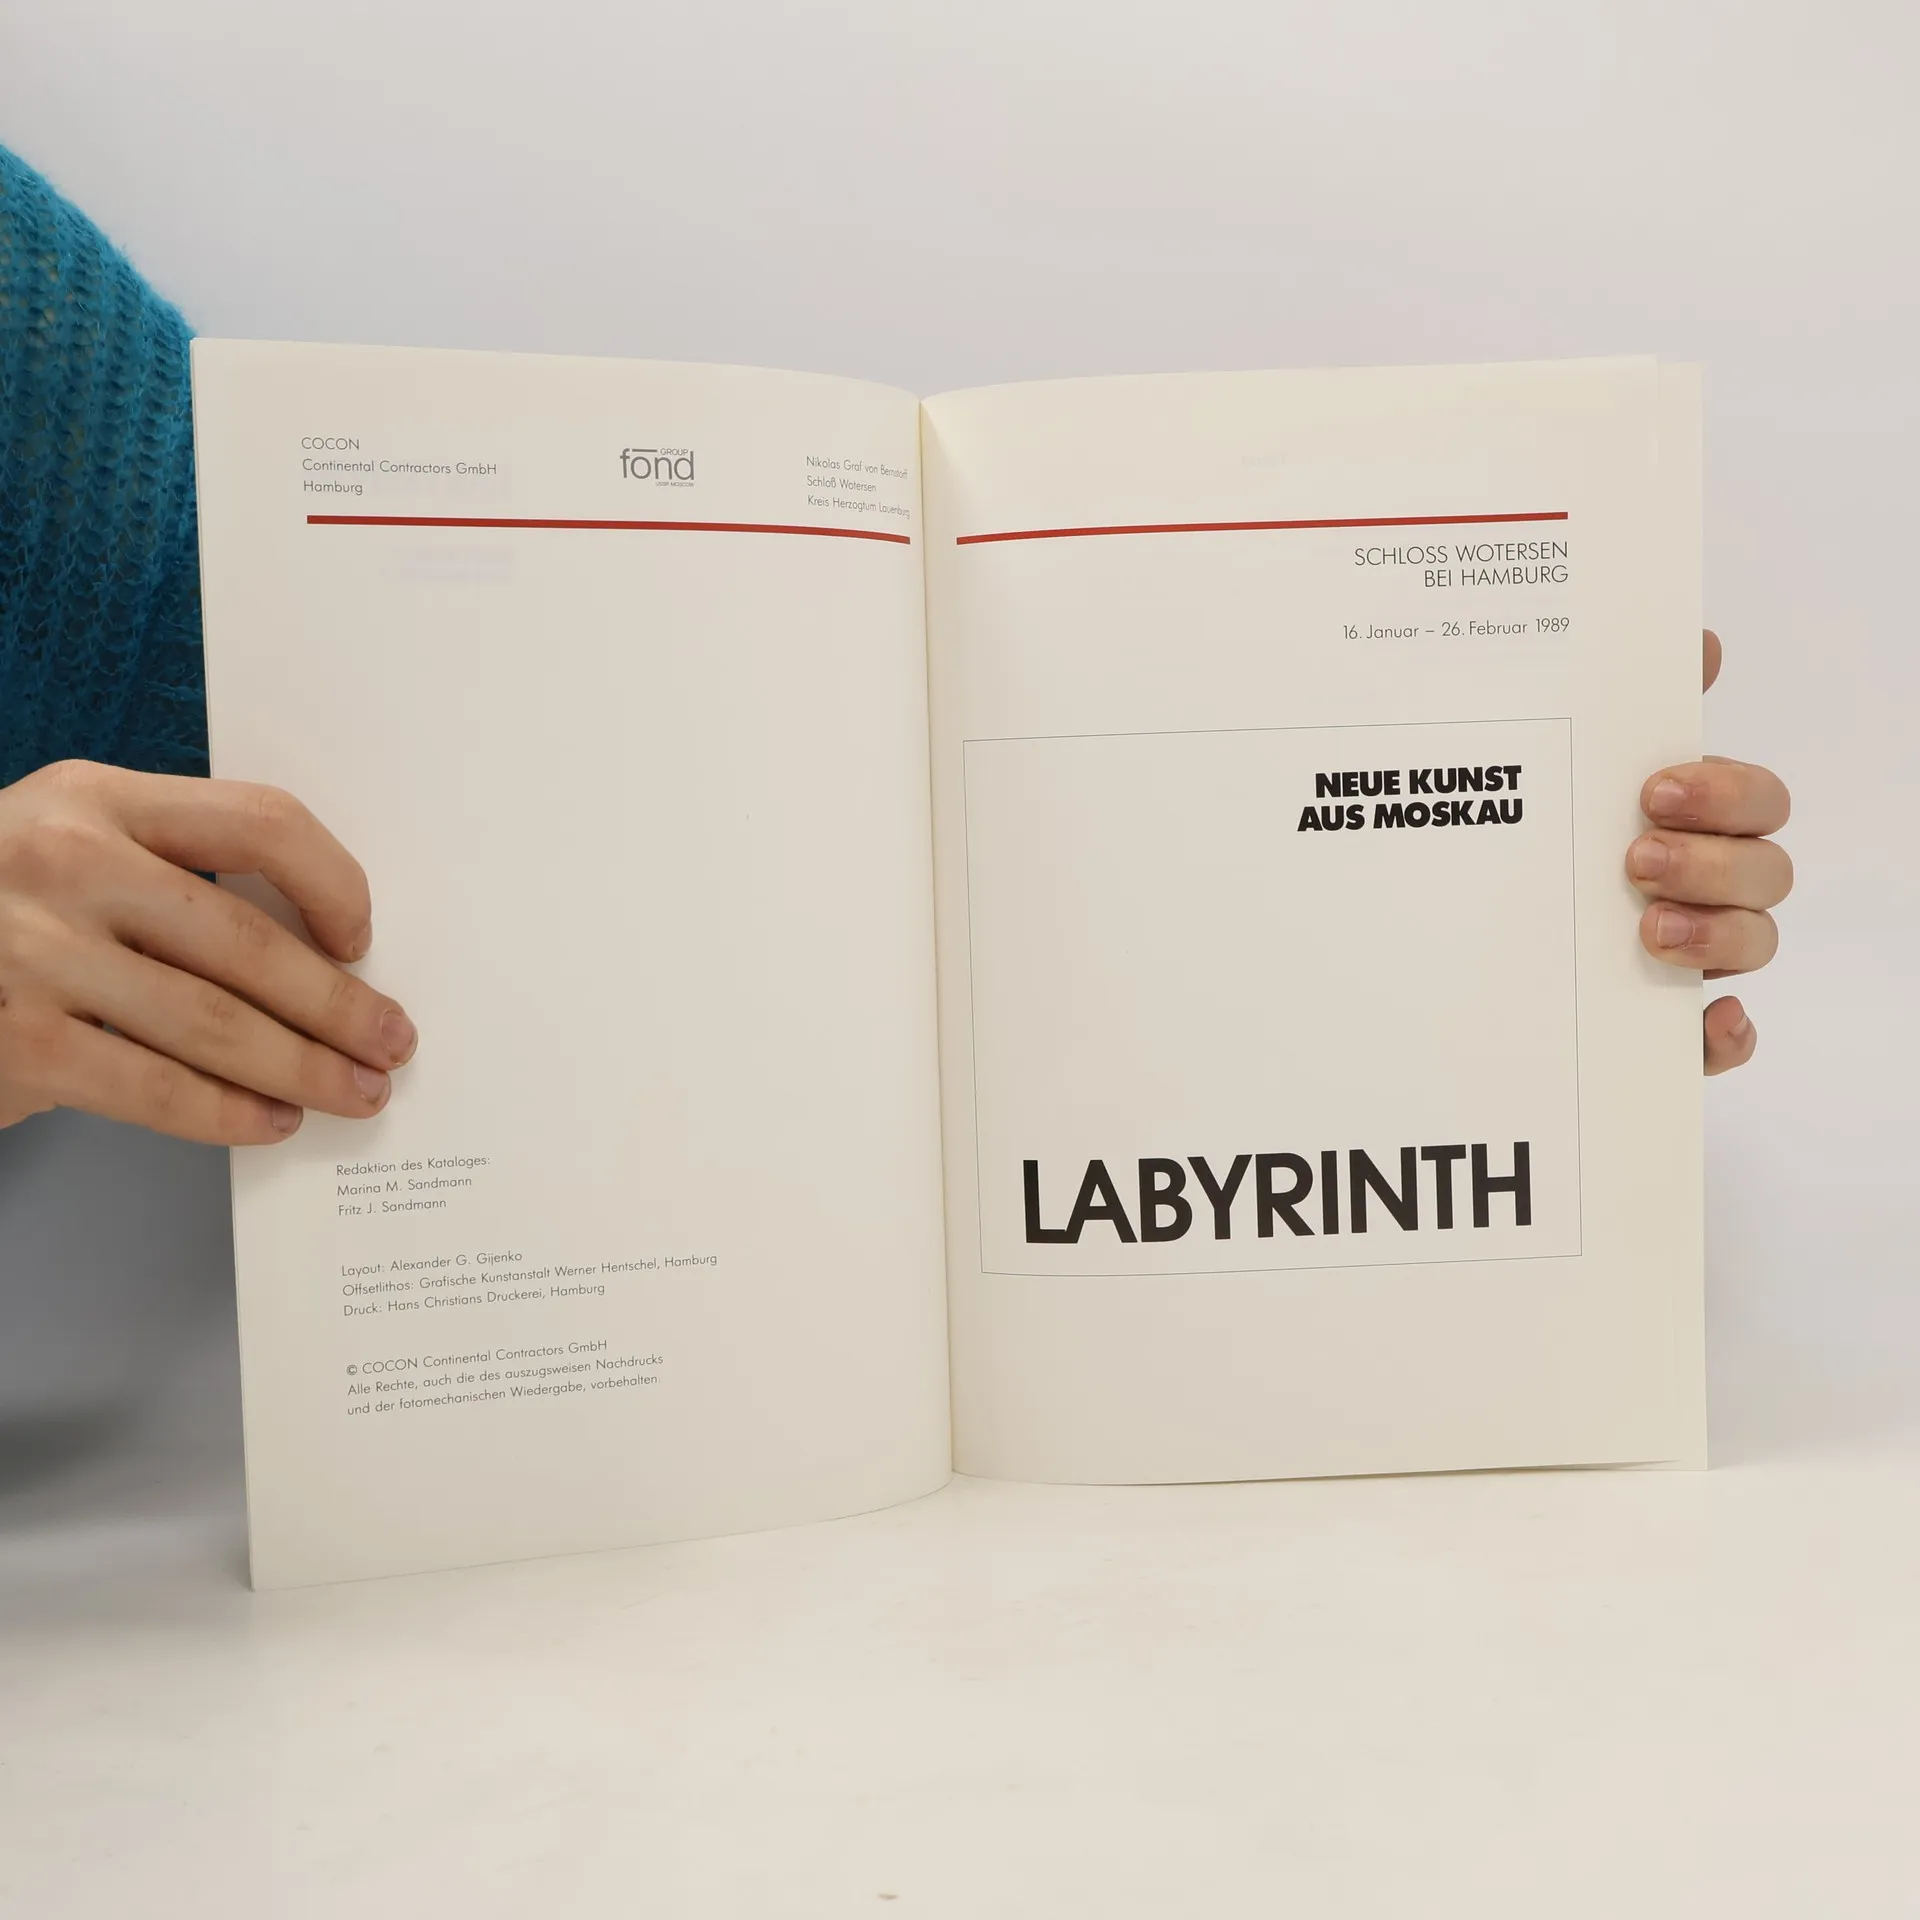 COCON
Continental Contractors GmbH
Hamburg
GROUP
fond
USSR MOSCOW
Nikolas Graf von Bernstorff
Schloß Wotersen
Kreis Herzogtum Lauenburg
Redaktion des Kataloges:
Marina M. Sandmann
Fritz J. Sandmann
Layout: Alexander G. Gijenko
Offsetlithos: Grafische Kunstanstalt Werner Hentschel, Hamburg
Druck: Hans Christians Druckerei, Hamburg
© COCON Continental Contractors GmbH
Alle Rechte, auch die des auszugsweisen Nachdrucks
und der fotomechanischen Wiedergabe, vorbehalten.
SCHLOSS WOTERSEN
BEI HAMBURG
16. Januar – 26. Februar 1989
NEUE KUNST
AUS MOSKAU
LABYRINTH